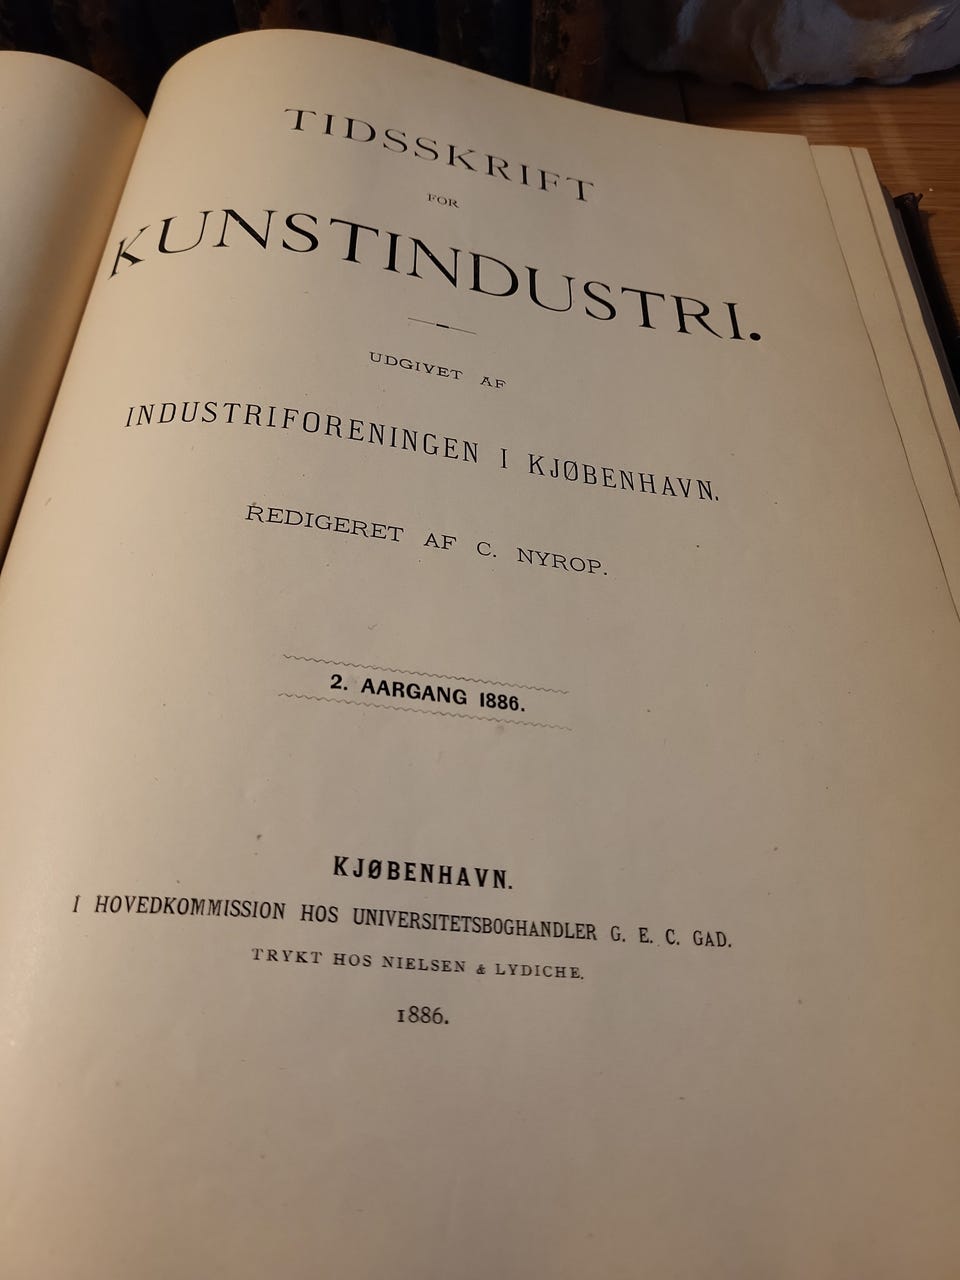 TIDSSKRIFT
FOR
KUNSTINDUSTRI.
UDGIVET AF
INDUSTRIFORENINGEN I KJØBENHAVN.
REDIGERET AF C. NYROP.
2. AARGANG 1886.
KJØBENHAVN.
I HOVEDKOMMISSION HOS UNIVERSITETSBOGHANDLER G. E. C. GAD.
TRYKT HOS NIELSEN & LYDICHE.
1886.